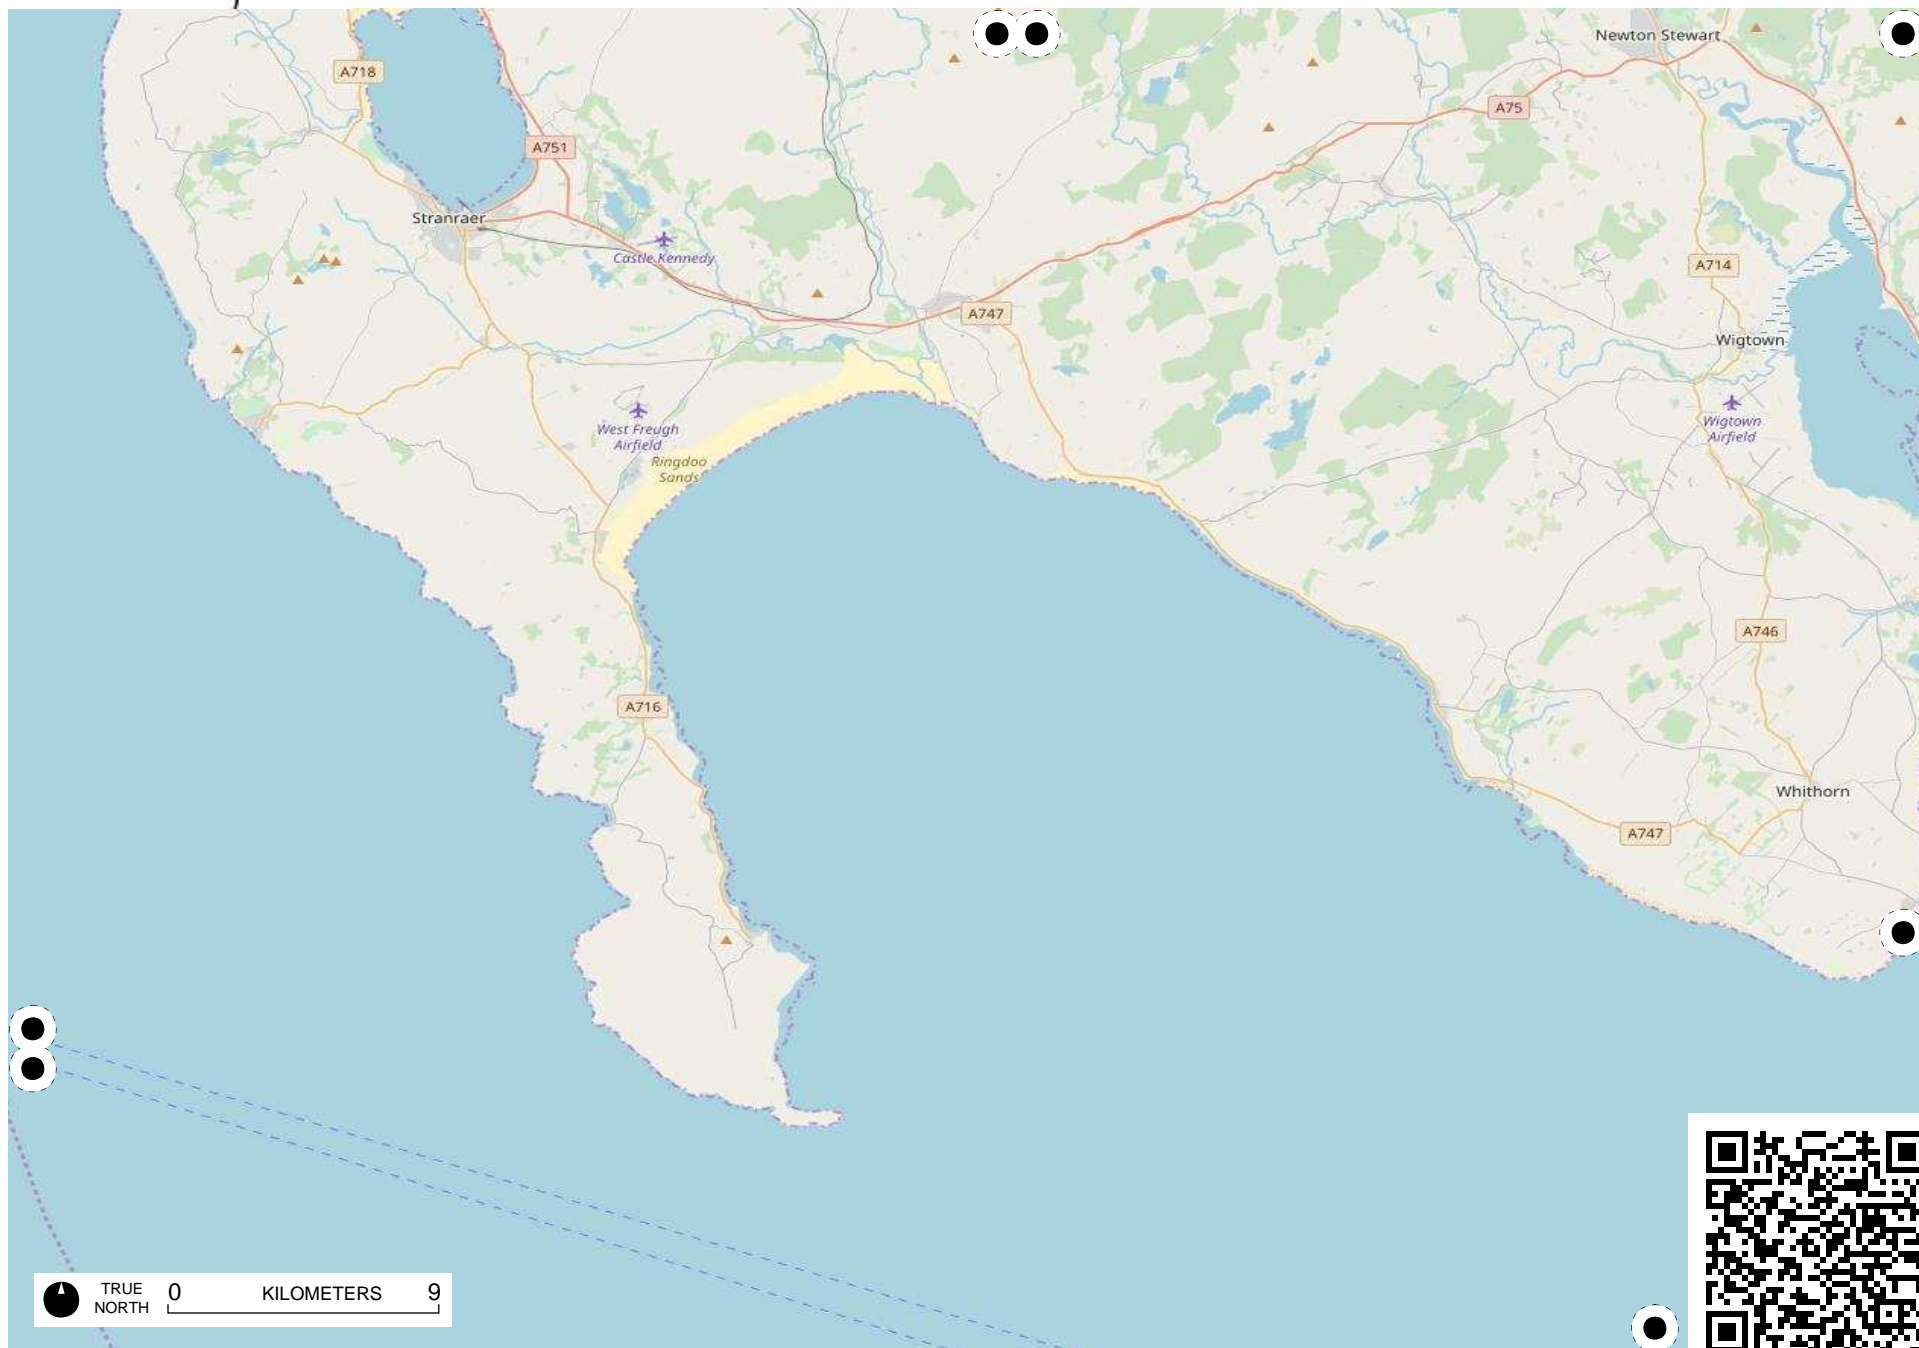 Newton Stewart
A718
A75
A751
Stranraer
Castle Kennedy
A714
A747
Wigtown
West Freugh
Airfield
Wigtown
Airfield
Ringdoo
Sands
A746
A716
Whithorn
A747
TRUE
NORTH
0 KILOMETERS 9